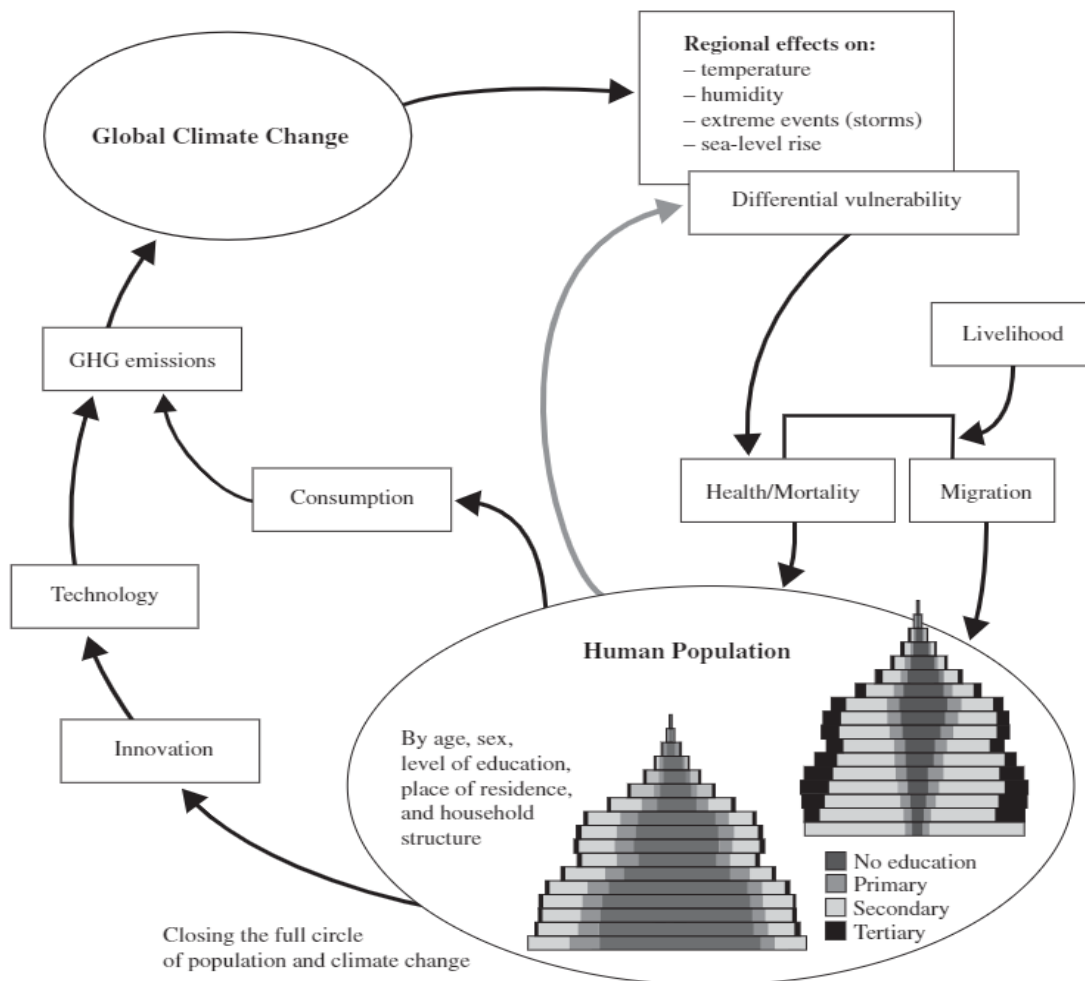 Global Climate Change
Regional effects on:
– temperature
– humidity
– extreme events (storms)
– sea-level rise
Differential vulnerability
GHG emissions
Livelihood
Consumption
Health/Mortality
Migration
Technology
Innovation
Human Population
By age, sex,
level of education,
place of residence,
and household
structure
No education
Primary
Secondary
Tertiary
Closing the full circle
of population and climate change